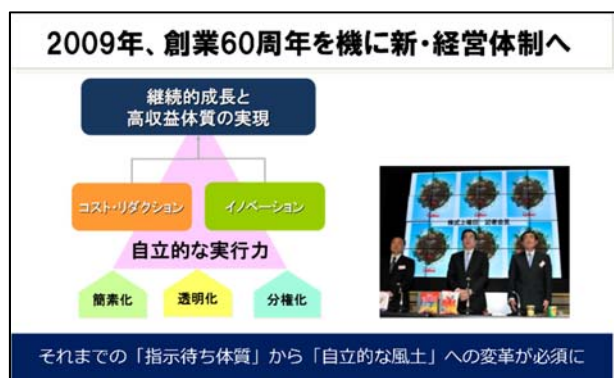 2009年、創業60周年を機に新・経営体制へ
継続的成長と
高収益体質の実現
コスト・リダクション
イノベーション
自立的な実行力
簡素化
透明化
分権化
それまでの「指示待ち体質」から「自立的な風土」への変革が必須に